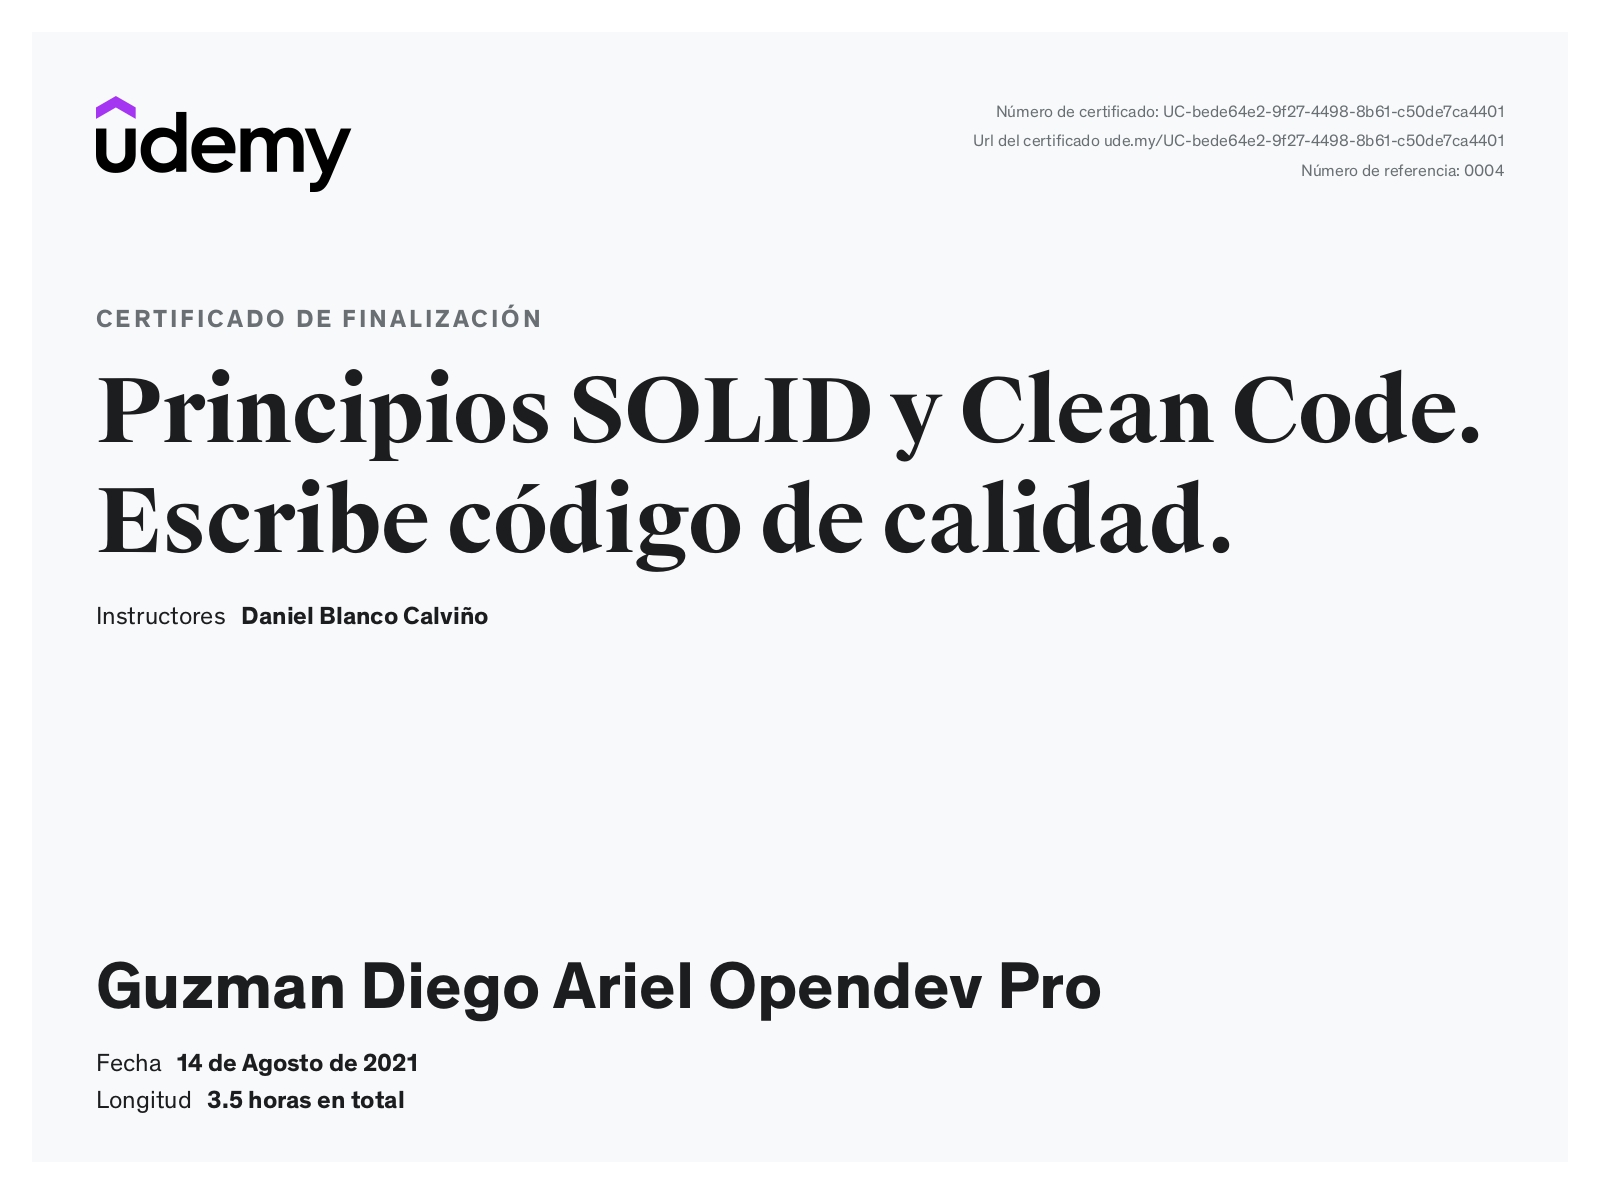 udemy
Número de certificado: UC-bede64e2-9f27-4498-8b61-c50de7ca4401
Url del certificado ude.my/UC-bede64e2-9f27-4498-8b61-c50de7ca4401
Número de referencia: 0004
CERTIFICADO DE FINALIZACIÓN
Principios SOLID y Clean Code.
Escribe código de calidad.
Instructores Daniel Blanco Calviño
Guzman Diego Ariel Opendev Pro
Fecha 14 de Agosto de 2021
Longitud 3.5 horas en total